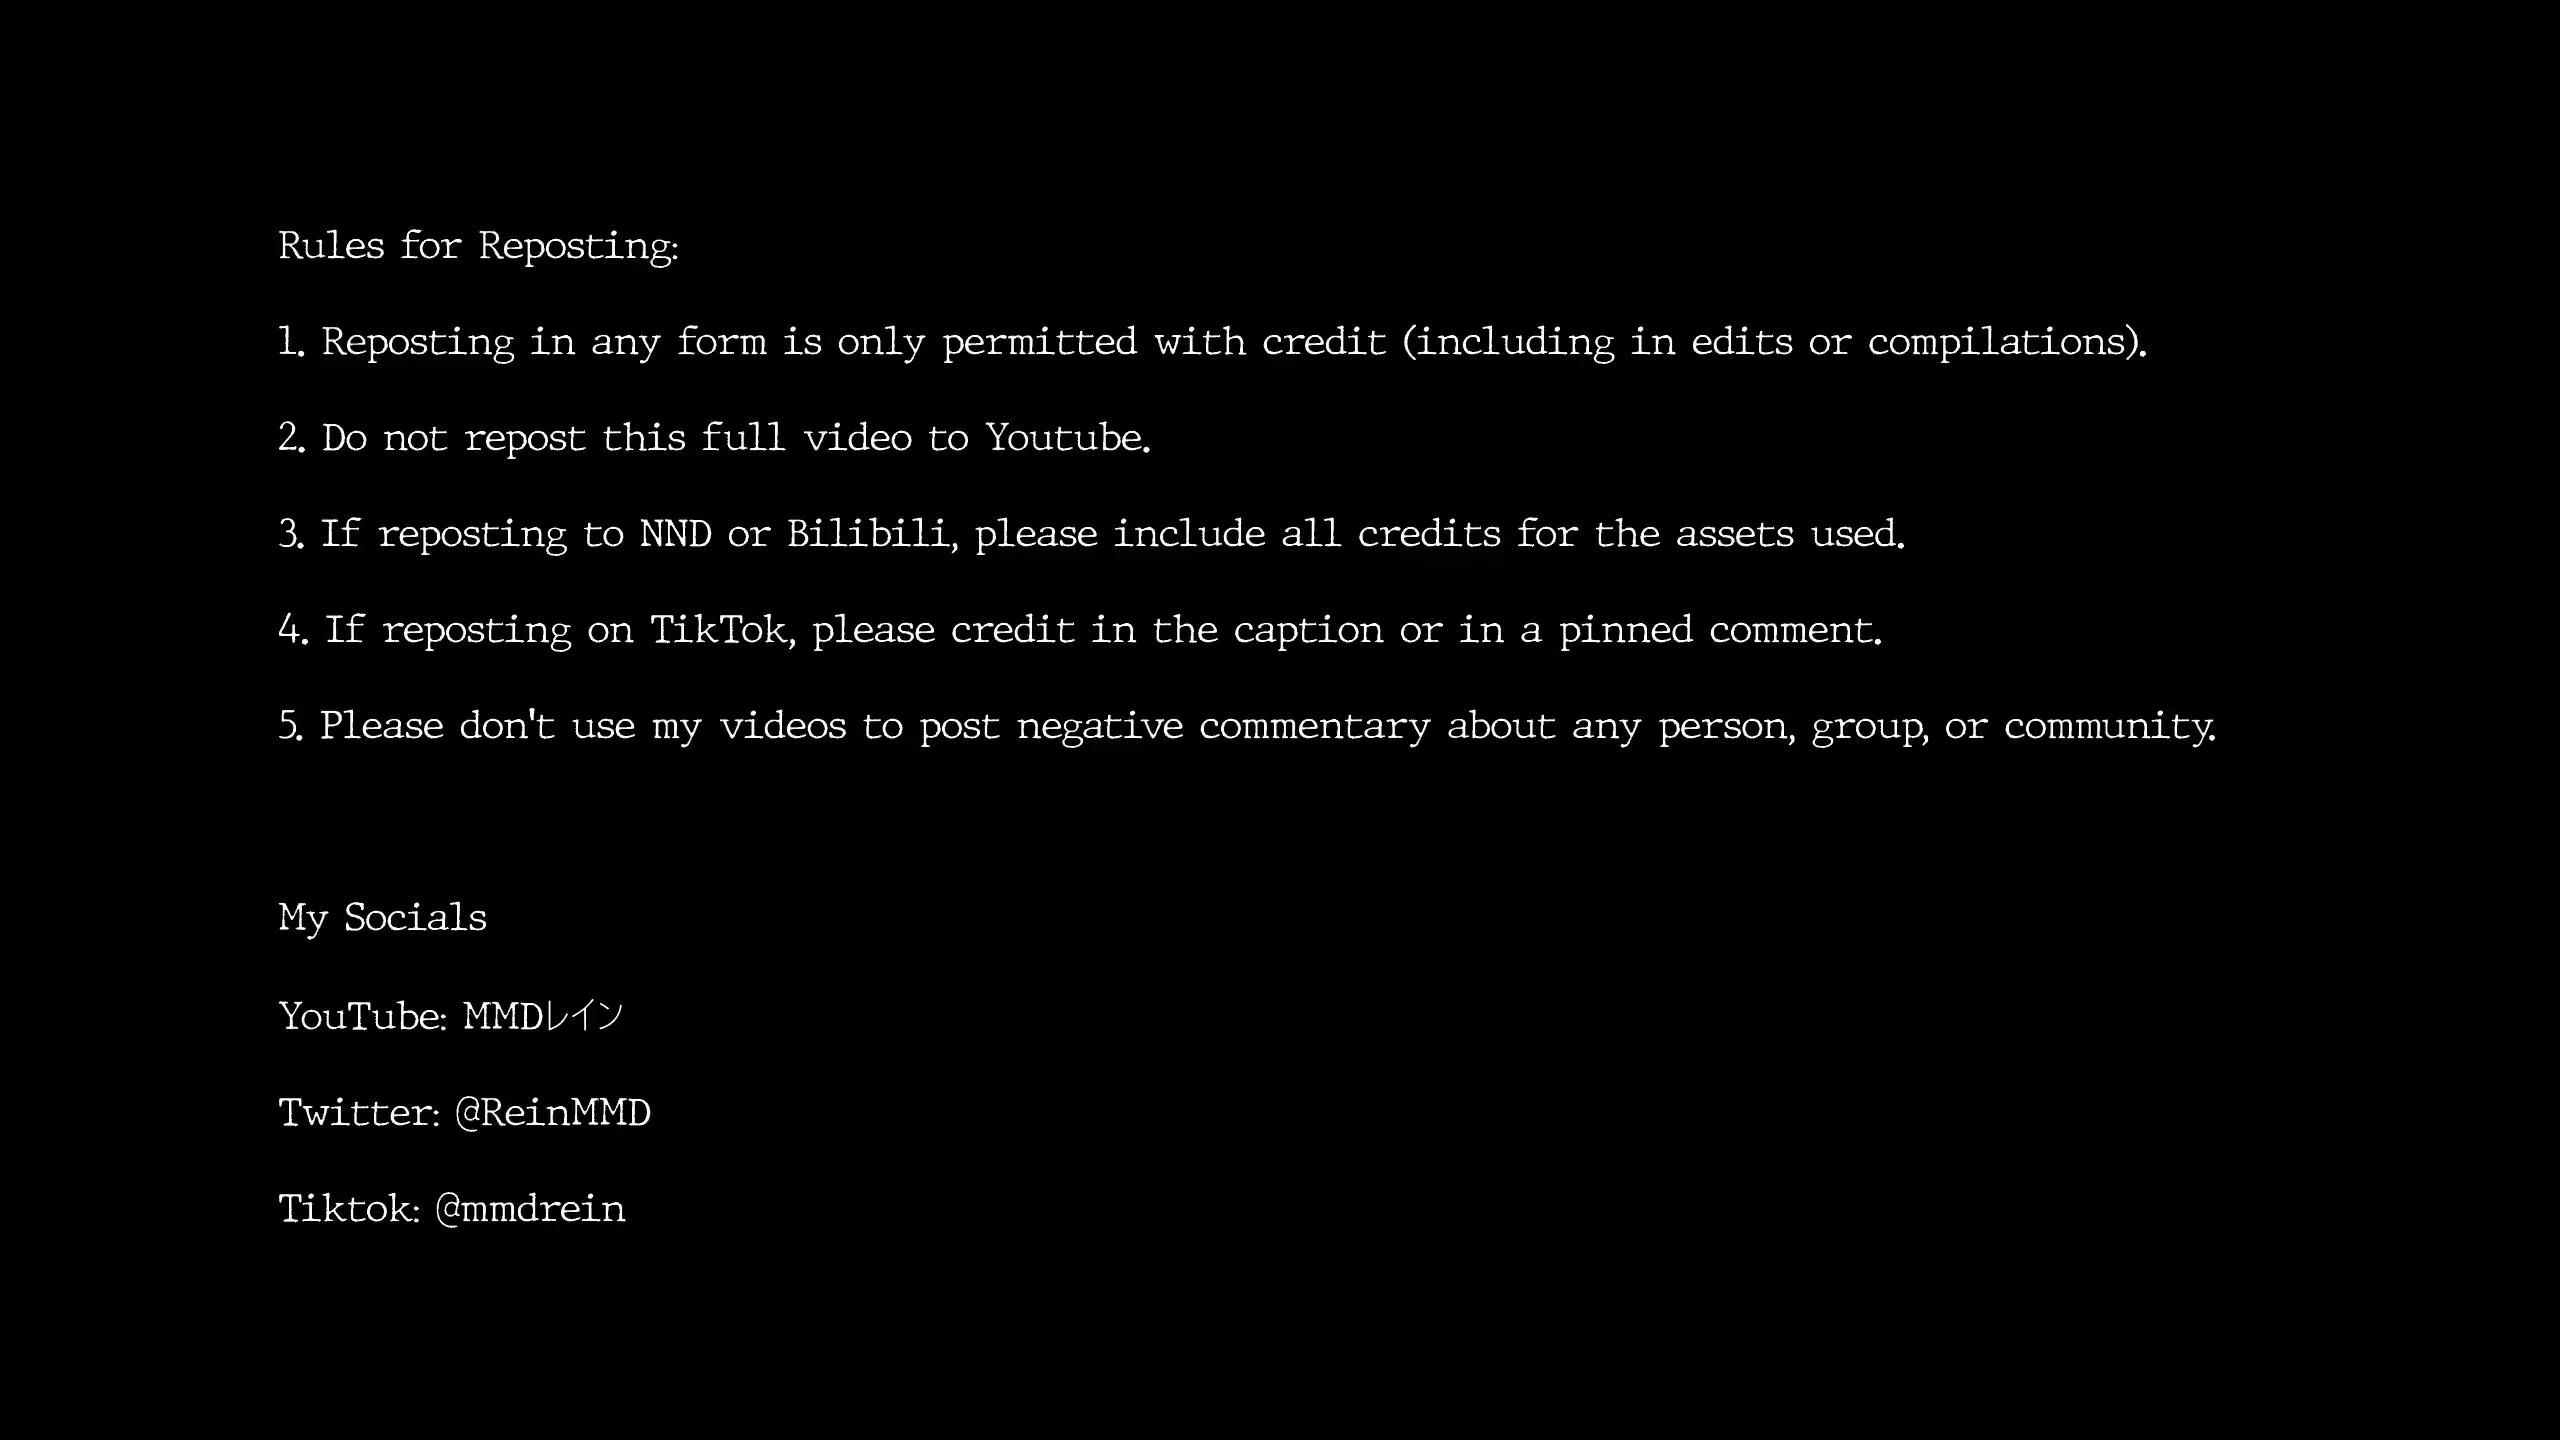 Rules for Reposting:
1. Reposting in any form is only permitted with credit (including in edits or compilations).
2. Do not repost this full video to Youtube.
3. If reposting to NND or Bilibili, please include all credits for the assets used.
4. If reposting on TikTok, please credit in the caption or in a pinned comment.
5. Please don't use my videos to post negative commentary about any person, group, or community.
My Socials
YouTube: MMDレイン
Twitter: @ReinMMD
Tiktok: @mmdrein